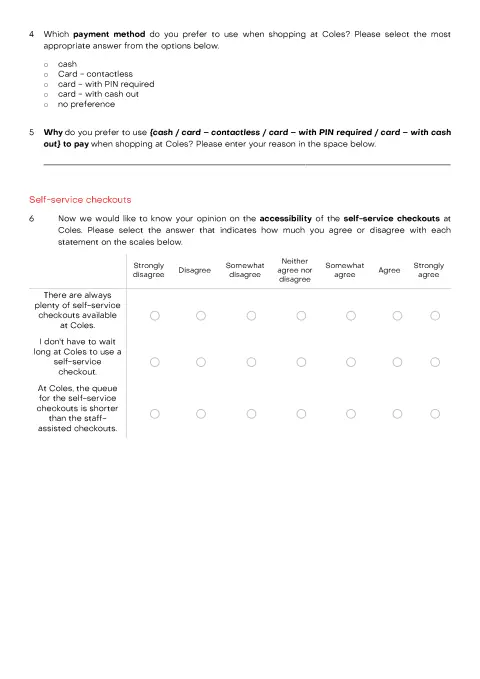 4 Which payment method do you prefer to use when shopping at Coles? Please select the most
appropriate answer from the options below.
o cash
o Card – contactless
o card – with PIN required
o card – with cash out
o no preference
5 Why do you prefer to use {cash / card – contactless / card – with PIN required / card – with cash
out} to pay when shopping at Coles? Please enter your reason in the space below.
Self-service checkouts
6 Now we would like to know your opinion on the accessibility of the self-service checkouts at
Coles. Please select the answer that indicates how much you agree or disagree with each
statement on the scales below.
Strongly
disagree
Disagree
Somewhat
disagree
Neither
agree nor
disagree
Somewhat
agree
Agree
Strongly
agree
There are always
plenty of self-service
checkouts available
at Coles.
I don't have to wait
long at Coles to use a
self-service
checkout.
At Coles, the queue
for the self-service
checkouts is shorter
than the staff-
assisted checkouts.